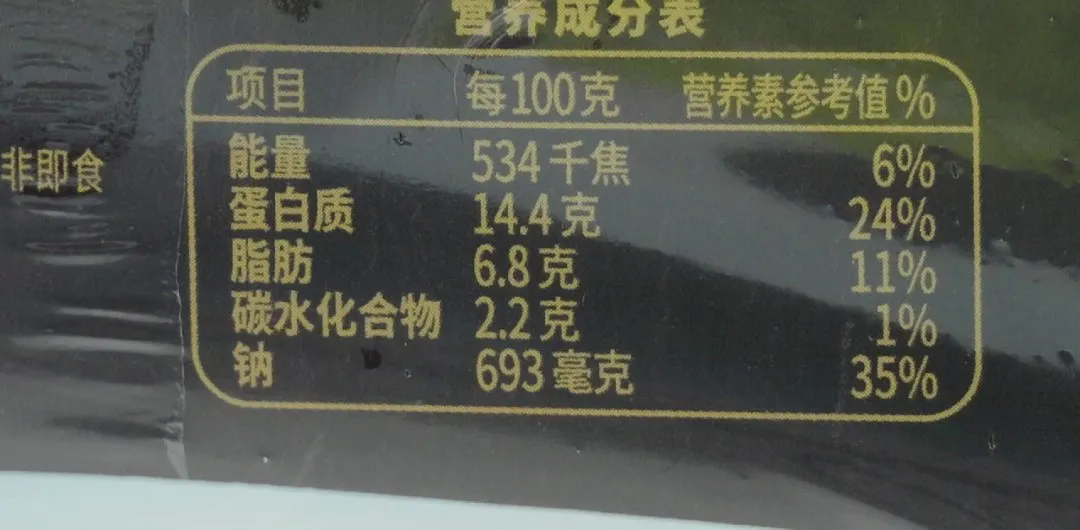 营养成分表
项目 每100克 营养素参考值%
能量 534千焦 6%
蛋白质 14.4克 24%
脂肪 6.8克 11%
碳水化合物 2.2克 1%
钠 693毫克 35%
非即食